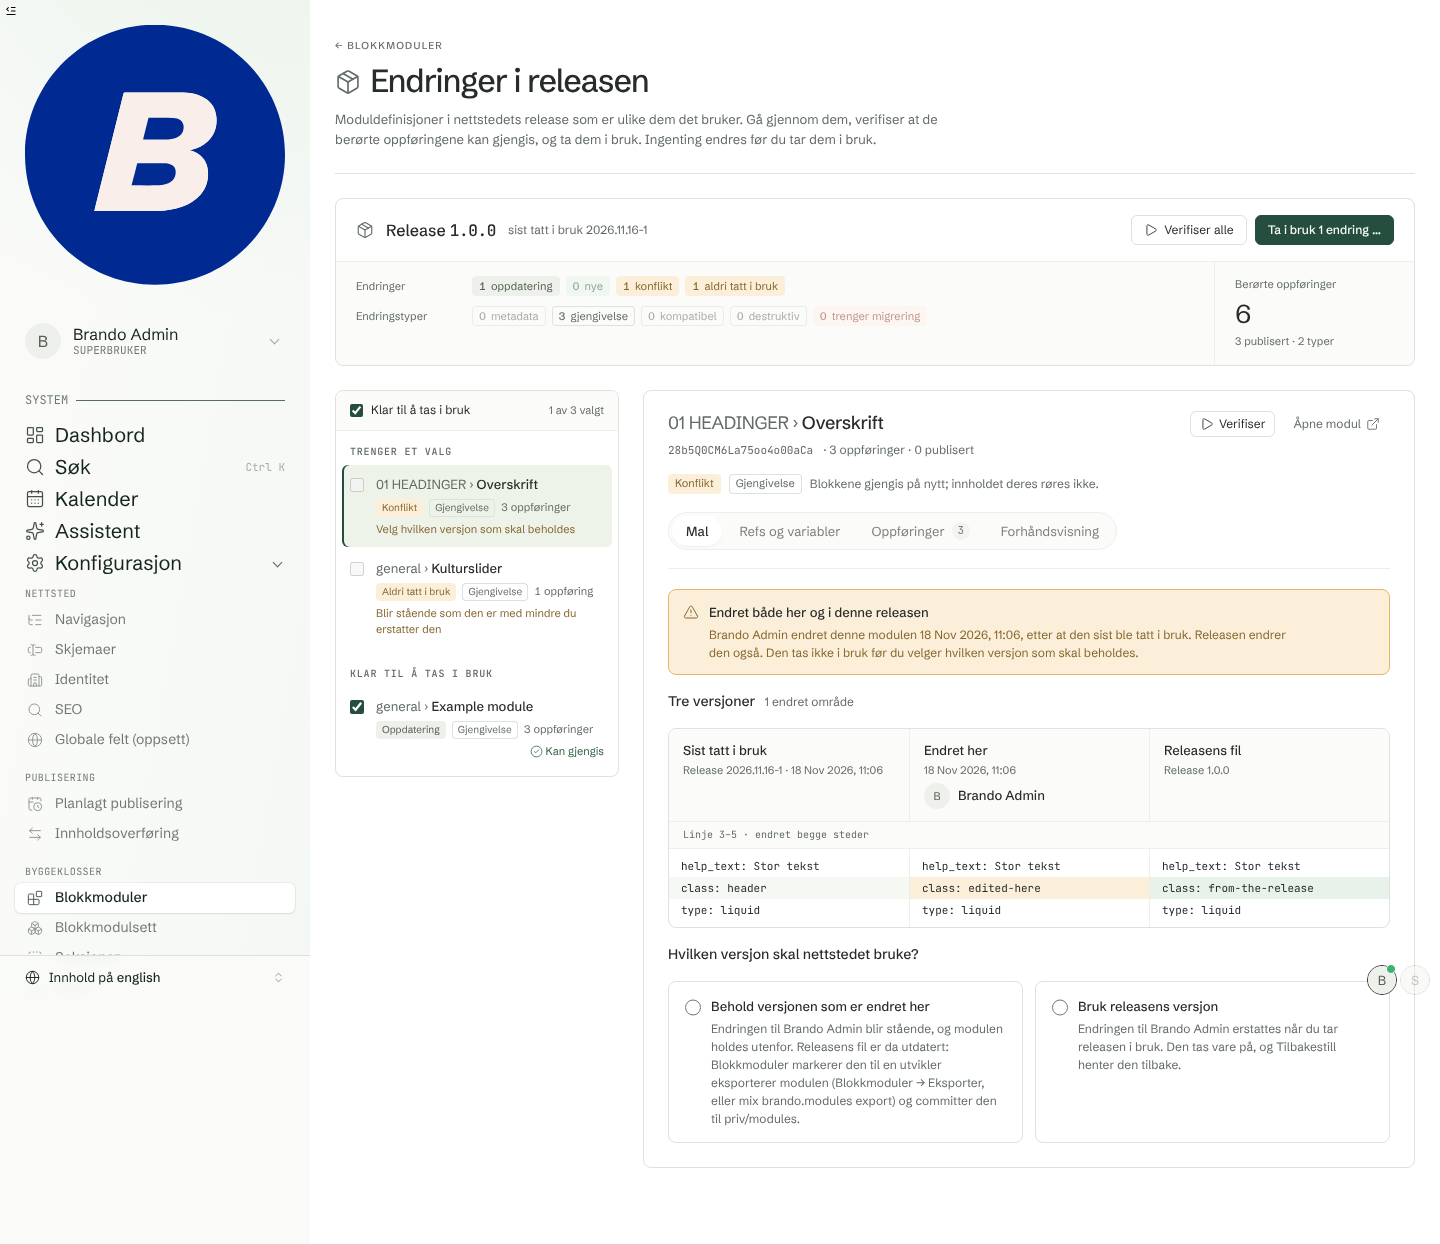 B
Brando Admin
B
SUPERBRUKER
SYSTEM
Dashbord
Søk
Ctrl K
Kalender
Assistent
Konfigurasjon
NETTSTED
Navigasjon
Skjemaer
Identitet
SEO
Globale felt (oppsett)
PUBLISERING
Planlagt publisering
Innholdsoverføring
BYGGEKLOSSER
Blokkmoduler
Blokkmodulsett
Innhold på english
← BLOKKMODULER
Endringer i releasen
Moduldefinisjoner i nettstedets release som er ulike dem det bruker. Gå gjennom dem, verifiser at de
berørte oppføringene kan gjengis, og ta dem i bruk. Ingenting endres før du tar dem i bruk.
Release 1.0.0 sist tatt i bruk 2026.11.16-1
Verifiser alle
Ta i bruk 1 endring ...
Endringer
1 oppdatering
0 nye
1 konflikt
1 aldri tatt i bruk
Endringstyper
0 metadata
3 gjengivelse
0 kompatibel
0 destruktiv
0 trenger migrering
Berørte oppføringer
6
3 publisert · 2 typer
Klar til å tas i bruk
1 av 3 valgt
TRENGER ET VALG
01 HEADINGER › Overskrift
Konflikt
Gjengivelse
3 oppføringer
Velg hvilken versjon som skal beholdes
general › Kulturslider
Aldri tatt i bruk
Gjengivelse
1 oppføring
Blir stående som den er med mindre du
erstatter den
KLAR TIL Å TAS I BRUK
general › Example module
Oppdatering
Gjengivelse
3 oppføringer
Kan gjengis
01 HEADINGER › Overskrift
Verifiser
Åpne modul
28b5Q0CM6La75oo4o00aCa · 3 oppføringer · 0 publisert
Konflikt
Gjengivelse
Blokkene gjengis på nytt; innholdet deres røres ikke.
Mal
Refs og variabler
Oppføringer 3
Forhåndsvisning
Endret både her og i denne releasen
Brando Admin endret denne modulen 18 Nov 2026, 11:06, etter at den sist ble tatt i bruk. Releasen endrer
den også. Den tas ikke i bruk før du velger hvilken versjon som skal beholdes.
Tre versjoner 1 endret område
Sist tatt i bruk
Release 2026.11.16-1 · 18 Nov 2026, 11:06
Endret her
18 Nov 2026, 11:06
B Brando Admin
Releasens fil
Release 1.0.0
Linje 3–5 · endret begge steder
help_text: Stor tekst
help_text: Stor tekst
help_text: Stor tekst
class: header
class: edited-here
class: from-the-release
type: liquid
type: liquid
type: liquid
Hvilken versjon skal nettstedet bruke?
Behold versjonen som er endret her
Endringen til Brando Admin blir stående, og modulen
holdes utenfor. Releasens fil er da utdatert:
Blokkmoduler markerer den til en utvikler
eksporterer modulen (Blokkmoduler → Eksporter,
eller mix brando.modules export) og committer den
til priv/modules.
Bruk releasens versjon
Endringen til Brando Admin erstattes når du tar
releasen i bruk. Den tas vare på, og Tilbakestill
henter den tilbake.
B
S